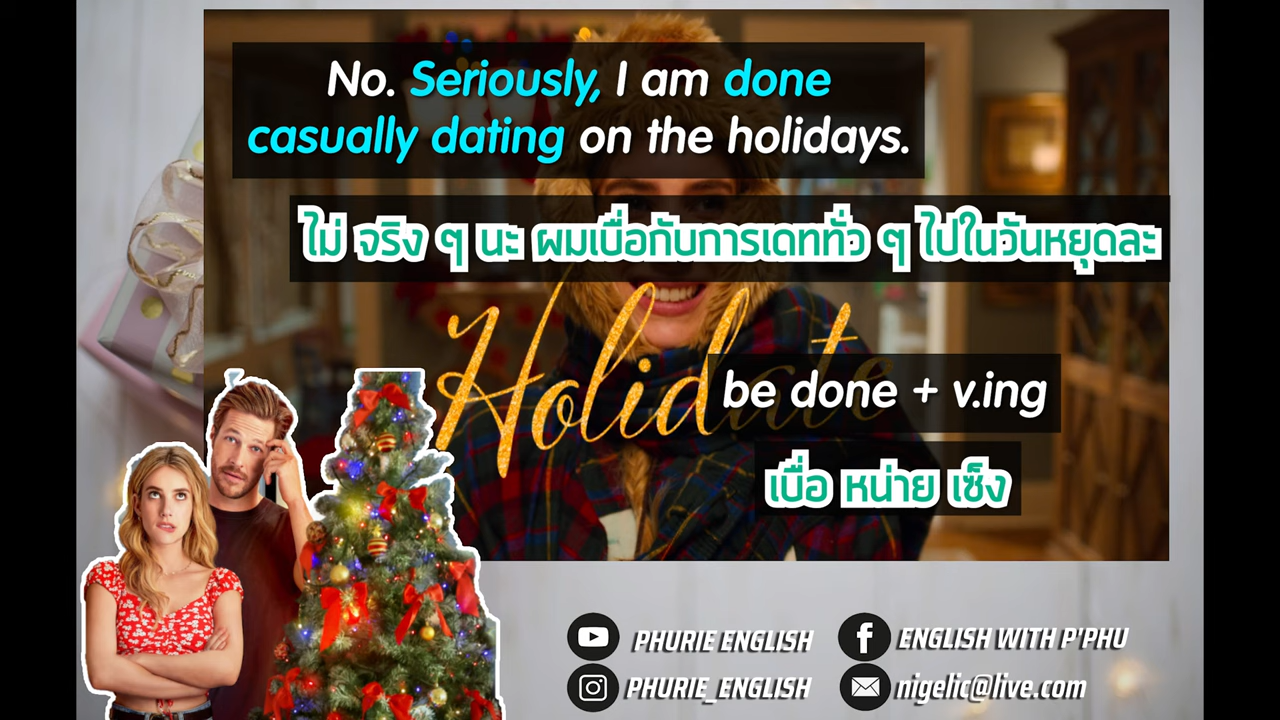 No. Seriously, I am done
casually dating on the holidays.
ไม่ จริง ๆ นะ ผมเบื่อกับการเดททั่ว ๆ ไปในวันหยุดละ
Holidate
be done + v.ing
เบื่อ หน่าย เซ็ง
PHURIE ENGLISH
ENGLISH WITH P'PHU
PHURIE_ENGLISH
nigelic@live.com